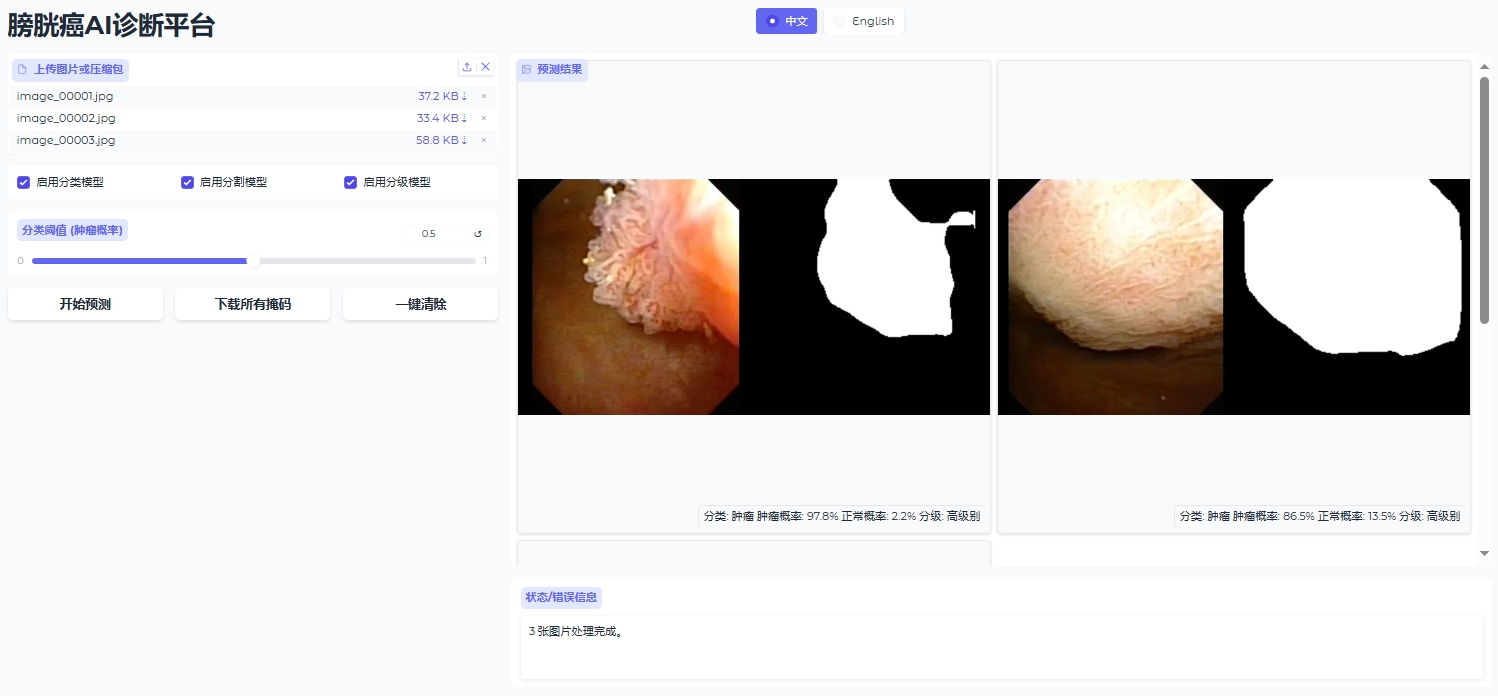 膀胱癌AI诊断平台
中文
English
上传图片或压缩包
image_00001.jpg 37.2 KB ↓ ×
image_00002.jpg 33.4 KB ↓ ×
image_00003.jpg 58.8 KB ↓ ×
启用分类模型
启用分割模型
启用分级模型
分类阈值 (肿瘤概率)
0.5
0
1
开始预测
下载所有掩码
一键清除
预测结果
分类: 肿瘤 肿瘤概率: 97.8% 正常概率: 2.2% 分级: 高级别
分类: 肿瘤 肿瘤概率: 86.5% 正常概率: 13.5% 分级: 高级别
状态/错误信息
3 张图片处理完成。